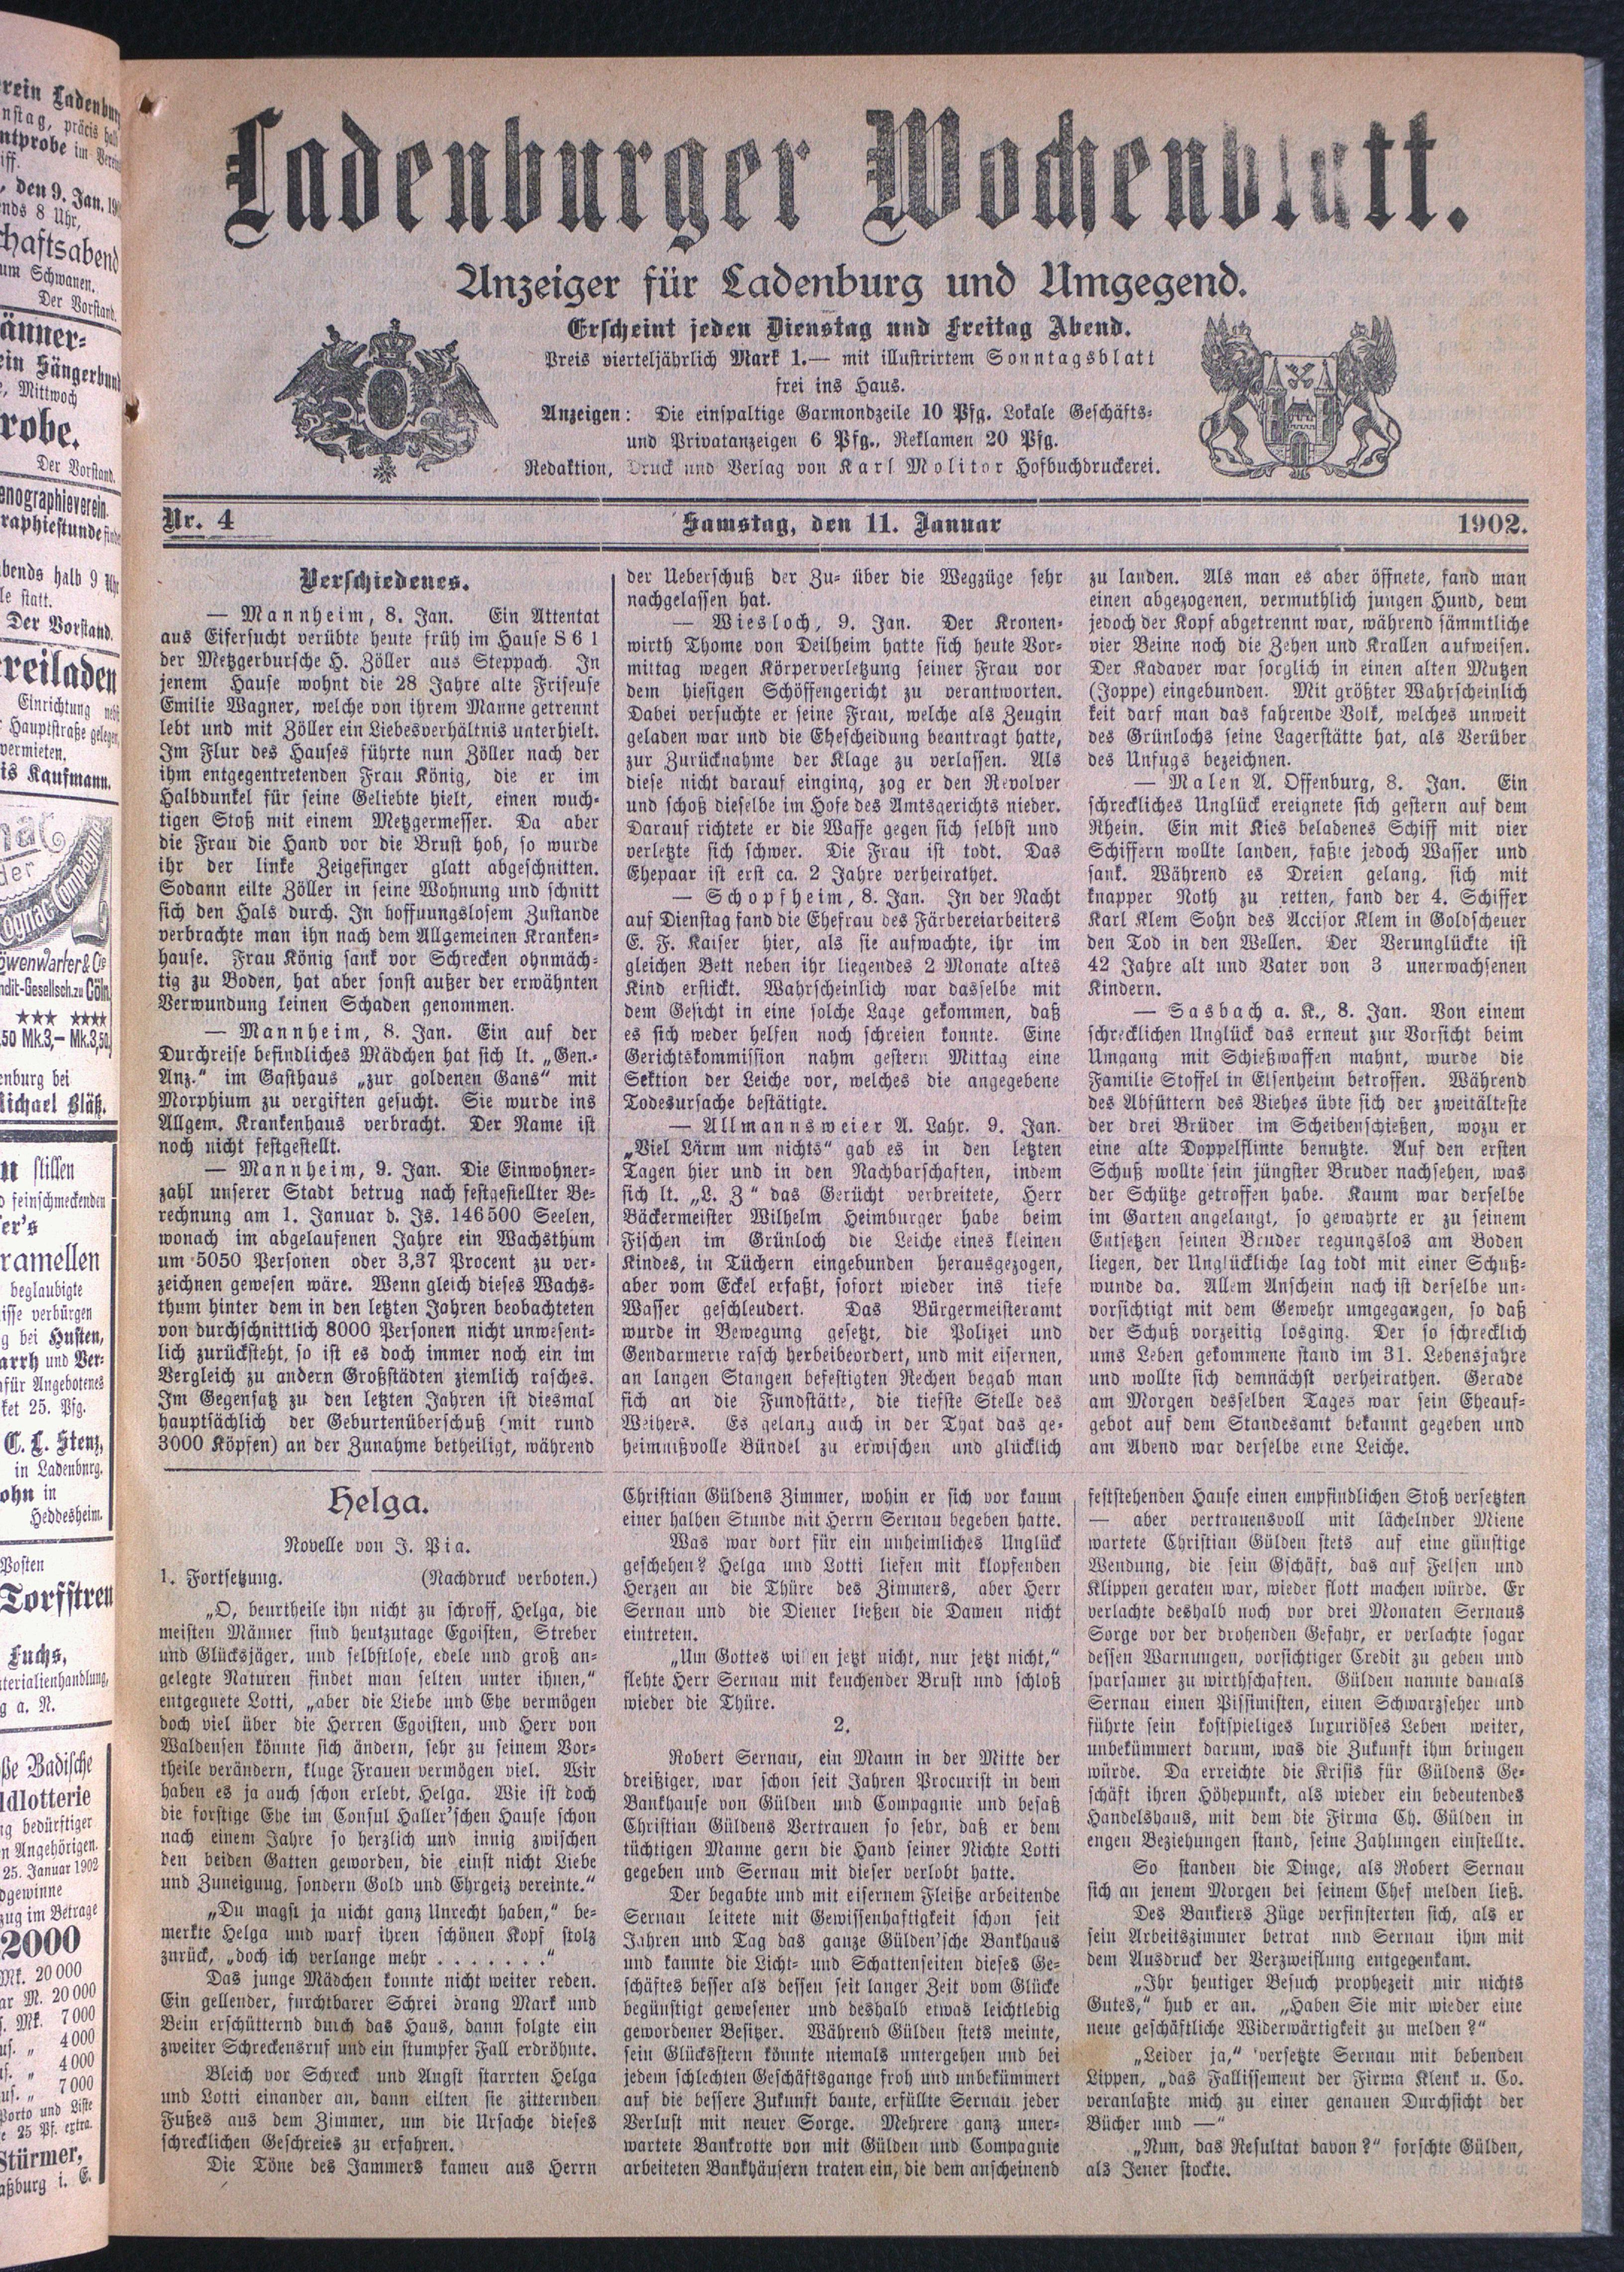 Ladenburger Wochenblatt.
Anzeiger für Ladenburg und Umgegend.
Erscheint jeden Dienstag und Freitag Abend.
Preis vierteljährlich Mark 1.— mit illustrirtem Sonntagsblatt
frei ins Haus.
Anzeigen: Die einspaltige Garmondzeile 10 Pfg. Lokale Geschäfts-
und Privatanzeigen 6 Pfg., Reklamen 20 Pfg.
Redaktion, Druck und Verlag von Karl Molitor Hofbuchdruckerei.
Nr. 4 Samstag, den 11. Januar 1902.
Verschiedenes.
— Mannheim, 8. Jan. Ein Attentat
aus Eifersucht verübte heute früh im Hause S 6 1
der Metzgerbursche H. Zöller aus Steppach. In
jenem Hause wohnt die 28 Jahre alte Friseuse
Emilie Wagner, welche von ihrem Manne getrennt
lebt und mit Zöller ein Liebesverhältnis unterhielt.
Im Flur des Hauses führte nun Zöller nach der
ihm entgegentretenden Frau König, die er im
Halbdunkel für seine Geliebte hielt, einen wuch-
tigen Stoß mit einem Metzgermesser. Da aber
die Frau die Hand vor die Brust hob, so wurde
ihr der linke Zeigefinger glatt abgeschnitten.
Sodann eilte Zöller in seine Wohnung und schnitt
sich den Hals durch. In hoffuungslosem Zustande
verbrachte man ihn nach dem Allgemeinen Kranken-
hause. Frau König sank vor Schrecken ohnmäch-
tig zu Boden, hat aber sonst außer der erwähnten
Verwundung keinen Schaden genommen.
— Mannheim, 8. Jan. Ein auf der
Durchreise befindliches Mädchen hat sich lt. „Gen.-
Anz.“ im Gasthaus „zur goldenen Gans“ mit
Morphium zu vergiften gesucht. Sie wurde ins
Allgem. Krankenhaus verbracht. Der Name ist
noch nicht festgestellt.
— Mannheim, 9. Jan. Die Einwohner-
zahl unserer Stadt betrug nach festgestellter Be-
rechnung am 1. Januar d. Js. 146500 Seelen,
wonach im abgelaufenen Jahre ein Wachsthum
um 5050 Personen oder 3,37 Procent zu ver-
zeichnen gewesen wäre. Wenn gleich dieses Wachs-
thum hinter dem in den letzten Jahren beobachteten
von durchschnittlich 8000 Personen nicht unwesent-
lich zurücksteht, so ist es doch immer noch ein im
Vergleich zu andern Großstädten ziemlich rasches.
Im Gegensatz zu den letzten Jahren ist diesmal
hauptsächlich der Geburtenüberschuß (mit rund
3000 Köpfen) an der Zunahme betheiligt, während
der Ueberschuß der Zu- über die Wegzüge sehr
nachgelassen hat.
— Wiesloch, 9. Jan. Der Kronen-
wirth Thome von Deilheim hatte sich heute Vor-
mittag wegen Körperverletzung seiner Frau vor
dem hiesigen Schöffengericht zu verantworten.
Dabei versuchte er seine Frau, welche als Zeugin
geladen war und die Ehescheidung beantragt hatte,
zur Zurücknahme der Klage zu verlassen. Als
diese nicht darauf einging, zog er den Revolver
und schoß dieselbe im Hofe des Amtsgerichts nieder.
Darauf richtete er die Waffe gegen sich selbst und
verletzte sich schwer. Die Frau ist todt. Das
Ehepaar ist erst ca. 2 Jahre verheirathet.
— Schopfheim, 8. Jan. In der Nacht
auf Dienstag fand die Ehefrau des Färbereiarbeiters
E. F. Kaiser hier, als sie aufwachte, ihr im
gleichen Bett neben ihr liegendes 2 Monate altes
Kind erstickt. Wahrscheinlich war dasselbe mit
dem Gesicht in eine solche Lage gekommen, daß
es sich weder helfen noch schreien konnte. Eine
Gerichtskommission nahm gestern Mittag eine
Sektion der Leiche vor, welches die angegebene
Todesursache bestätigte.
— Allmannsweier A. Lahr. 9. Jan.
„Viel Lärm um nichts“ gab es in den letzten
Tagen hier und in den Nachbarschaften, indem
sich lt. „L. Z“ das Gerücht verbreitete, Herr
Bäckermeister Wilhelm Heimburger habe beim
Fischen im Grünloch die Leiche eines kleinen
Kindes, in Tüchern eingebunden herausgezogen,
aber vom Eckel erfaßt, sofort wieder ins tiefe
Wasser geschleudert. Das Bürgermeisteramt
wurde in Bewegung gesetzt, die Polizei und
Gendarmerie rasch herbeibeordert, und mit eisernen,
an langen Stangen befestigten Rechen begab man
sich an die Fundstätte, die tiefste Stelle des
Weihers. Es gelang auch in der That das ge-
heimnißvolle Bündel zu erwischen und glücklich
zu landen. Als man es aber öffnete, fand man
einen abgezogenen, vermuthlich jungen Hund, dem
jedoch der Kopf abgetrennt war, während sämmtliche
vier Beine noch die Zehen und Krallen aufweisen.
Der Kadaver war sorglich in einen alten Mutzen
(Joppe) eingebunden. Mit größter Wahrscheinlich
keit darf man das fahrende Volk, welches unweit
des Grünlochs seine Lagerstätte hat, als Verüber
des Unfugs bezeichnen.
— Malen A. Offenburg, 8. Jan. Ein
schreckliches Unglück ereignete sich gestern auf dem
Rhein. Ein mit Kies beladenes Schiff mit vier
Schiffern wollte landen, faßte jedoch Wasser und
sank. Während es Dreien gelang, sich mit
knapper Noth zu retten, fand der 4. Schiffer
Karl Klem Sohn des Accisor Klem in Goldscheuer
den Tod in den Wellen. Der Verunglückte ist
42 Jahre alt und Vater von 3 unerwachsenen
Kindern.
— Sasbach a. K., 8. Jan. Von einem
schrecklichen Unglück das erneut zur Vorsicht beim
Umgang mit Schießwaffen mahnt, wurde die
Familie Stoffel in Elsenheim betroffen. Während
des Abfüttern des Viehes übte sich der zweitälteste
der drei Brüder im Scheibenschießen, wozu er
eine alte Doppelflinte benutzte. Auf den ersten
Schuß wollte sein jüngster Bruder nachsehen, was
der Schütze getroffen habe. Kaum war derselbe
im Garten angelangt, so gewahrte er zu seinem
Entsetzen seinen Bruder regungslos am Boden
liegen, der Unglückliche lag todt mit einer Schuß-
wunde da. Allem Anschein nach ist derselbe un-
vorsichtigt mit dem Gewehr umgegangen, so daß
der Schuß vorzeitig losging. Der so schrecklich
ums Leben gekommene stand im 31. Lebensjahre
und wollte sich demnächst verheirathen. Gerade
am Morgen desselben Tages war sein Eheauf-
gebot auf dem Standesamt bekannt gegeben und
am Abend war derselbe eine Leiche.
Helga.
Novelle von J. Pia.
1. Fortsetzung. (Nachdruck verboten.)
„O, beurtheile ihn nicht zu schroff, Helga, die
meisten Männer sind heutzutage Egoisten, Streber
und Glücksjäger, und selbstlose, edele und groß an-
gelegte Naturen findet man selten unter ihnen,“
entgegnete Lotti, „aber die Liebe und Ehe vermögen
doch viel über die Herren Egoisten, und Herr von
Waldensen könnte sich ändern, sehr zu seinem Vor-
theile verändern, kluge Frauen vermögen viel. Wir
haben es ja auch schon erlebt, Helga. Wie ist doch
die forstige Ehe im Consul Haller'schen Hause schon
nach einem Jahre so herzlich und innig zwischen
den beiden Gatten geworden, die einst nicht Liebe
und Zuneigung, sondern Gold und Ehrgeiz vereinte.“
„Du magst ja nicht ganz Unrecht haben,“ be-
merkte Helga und warf ihren schönen Kopf stolz
zurück, „doch ich verlange mehr . . . . . . .“
Das junge Mädchen konnte nicht weiter reden.
Ein gellender, furchtbarer Schrei drang Mark und
Bein erschütternd durch das Haus, dann folgte ein
zweiter Schreckensruf und ein stumpfer Fall erdröhnte.
Bleich vor Schreck und Angst starrten Helga
und Lotti einander an, dann eilten sie zitternden
Fußes aus dem Zimmer, um die Ursache dieses
schrecklichen Geschreies zu erfahren.
Die Töne des Jammers kamen aus Herrn
Christian Güldens Zimmer, wohin er sich vor kaum
einer halben Stunde mit Herrn Sernau begeben hatte.
Was war dort für ein unheimliches Unglück
geschehen? Helga und Lotti liefen mit klopfenden
Herzen an die Thüre des Zimmers, aber Herr
Sernau und die Diener ließen die Damen nicht
eintreten.
„Um Gottes willen jetzt nicht, nur jetzt nicht,“
flehte Herr Sernau mit keuchender Brust nnd schloß
wieder die Thüre.
2.
Robert Sernau, ein Mann in der Mitte der
dreißiger, war schon seit Jahren Procurist in dem
Bankhause von Gülden und Compagnie und besaß
Christian Güldens Vertrauen so sehr, daß er dem
tüchtigen Manne gern die Hand seiner Nichte Lotti
gegeben und Sernau mit dieser verlobt hatte.
Der begabte und mit eisernem Fleiße arbeitende
Sernau leitete mit Gewissenhaftigkeit schon seit
Jahren und Tag das ganze Gülden'sche Bankhaus
und kannte die Licht- und Schattenseiten dieses Ge-
schäftes besser als dessen seit langer Zeit vom Glücke
begünstigt gewesener und deshalb etwas leichtlebig
gewordener Besitzer. Während Gülden stets meinte,
sein Glücksstern könnte niemals untergehen und bei
jedem schlechten Geschäftsgange froh und unbekümmert
auf die bessere Zukunft baute, erfüllte Sernau jeder
Verlust mit neuer Sorge. Mehrere ganz uner-
wartete Bankrotte von mit Gülden und Compagnie
arbeiteten Bankhäusern traten ein, die dem anscheinend
feststehenden Hause einen empfindlichen Stoß versetzten
— aber vertrauensvoll mit lächelnder Miene
wartete Christian Gülden stets auf eine günstige
Wendung, die sein Gschäft, das auf Felsen und
Klippen geraten war, wieder flott machen würde. Er
verlachte deshalb noch vor drei Monaten Sernaus
Sorge vor der drohenden Gefahr, er verlachte sogar
dessen Warnungen, vorsichtiger Credit zu geben und
sparsamer zu wirthschaften. Gülden nannte damals
Sernau einen Pissimisten, einen Schwarzseher und
führte sein kostspieliges luxuriöses Leben weiter,
unbekümmert darum, was die Zukunft ihm bringen
würde. Da erreichte die Krisis für Güldens Ge-
schäft ihren Höhepunkt, als wieder ein bedeutendes
Handelshaus, mit dem die Firma Ch. Gülden in
engen Beziehungen stand, seine Zahlungen einstellte.
So standen die Dinge, als Robert Sernau
sich an jenem Morgen bei seinem Chef melden ließ.
Des Bankiers Züge verfinsterten sich, als er
sein Arbeitszimmer betrat und Sernau ihm mit
dem Ausdruck der Verzweiflung entgegenkam.
„Ihr heutiger Besuch prophezeit mir nichts
Gutes,“ hub er an. „Haben Sie mir wieder eine
neue geschäftliche Widerwärtigkeit zu melden?“
„Leider ja,“ versetzte Sernau mit bebenden
Lippen, „das Fallissement der Firma Klenk u. Co.
veranlaßte mich zu einer genauen Durchsicht der
Bücher und —“
„Nun, das Resultat davon?“ forschte Gülden,
als Jener stockte.